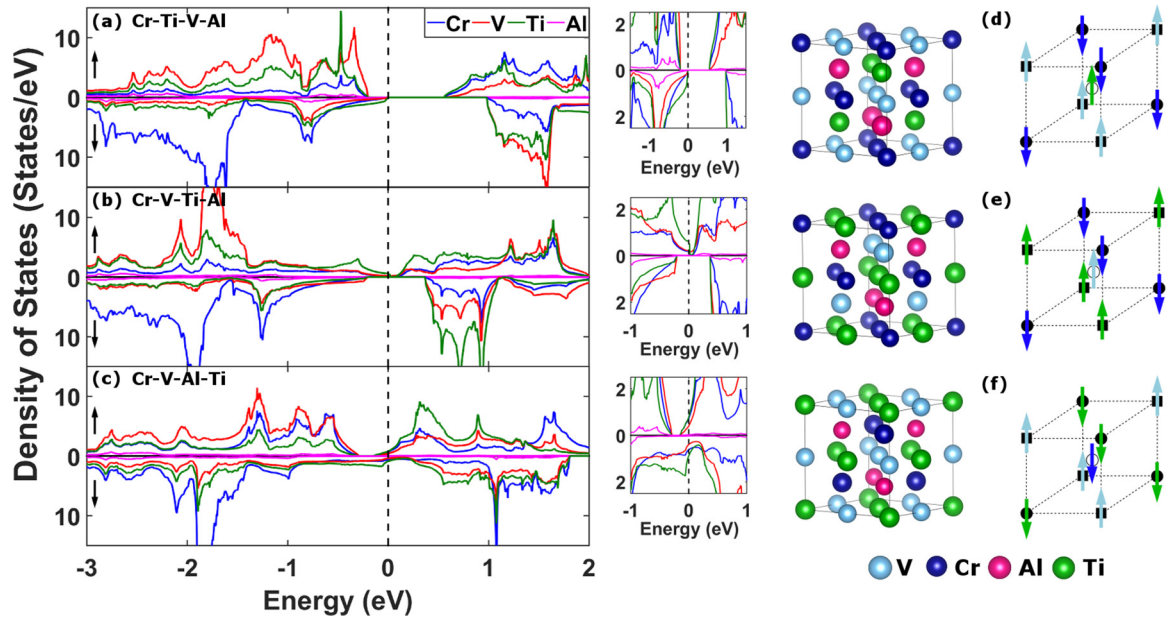 Density of States (States/eV)
(a) Cr-Ti-V-Al
Cr V Ti Al
10
0
10
(b) Cr-V-Ti-Al
10
0
10
(c) Cr-V-Al-Ti
10
0
10
-3 -2 -1 0 1 2
Energy (eV)
2
0
2
-1 0 1
Energy (eV)
2
0
2
-1 0 1
Energy (eV)
2
0
2
-1 0 1
Energy (eV)
(d)
(e)
(f)
V Cr Al Ti